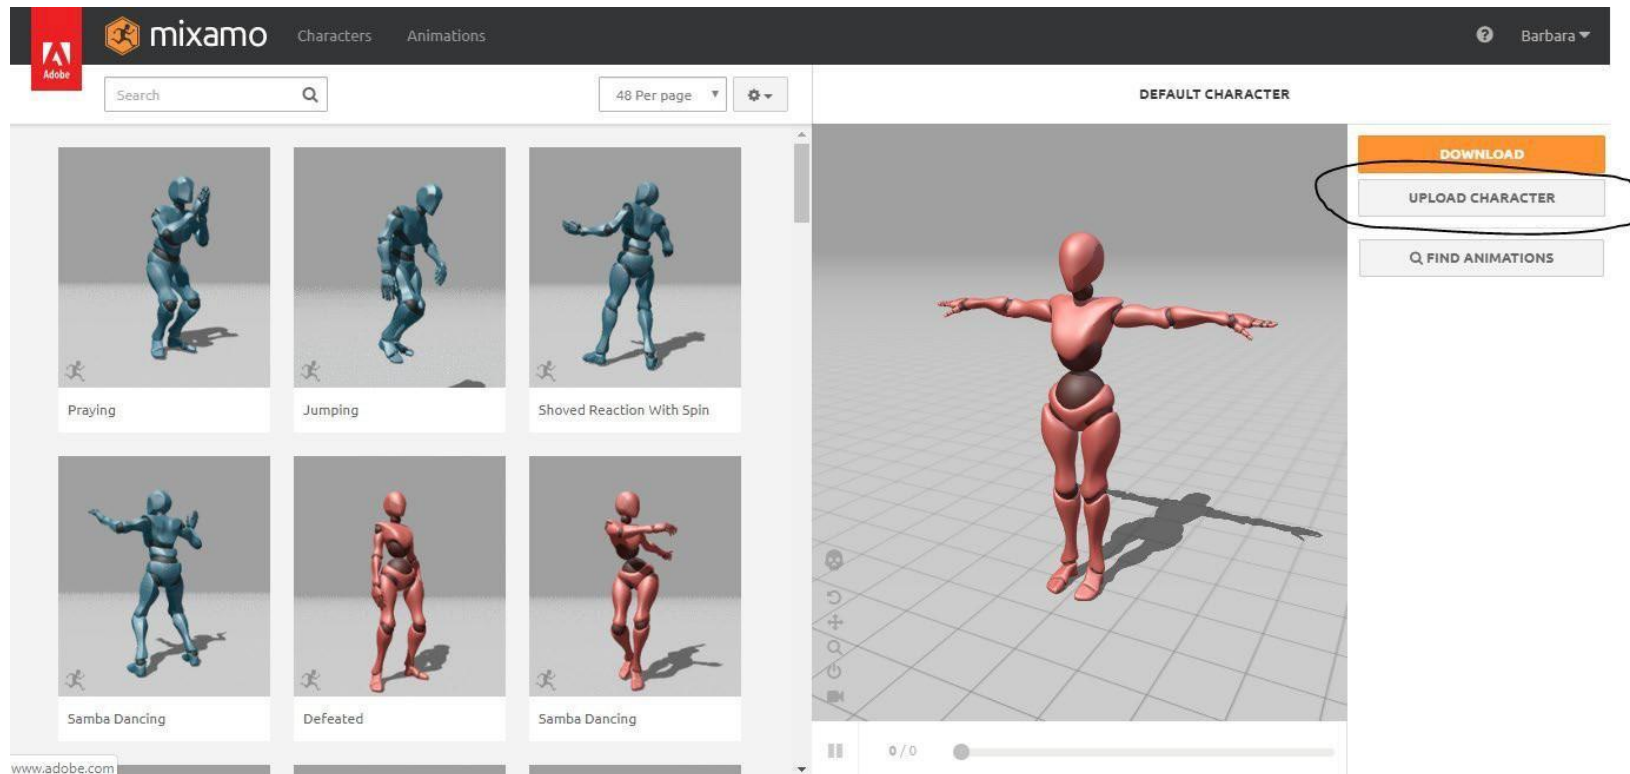 Adobe
mixamo Characters Animations Barbara
Search 48 Per page DEFAULT CHARACTER
DOWNLOAD
UPLOAD CHARACTER
FIND ANIMATIONS
Praying Jumping Shoved Reaction With Spin
Samba Dancing Defeated Samba Dancing
0 / 0
www.adobe.com